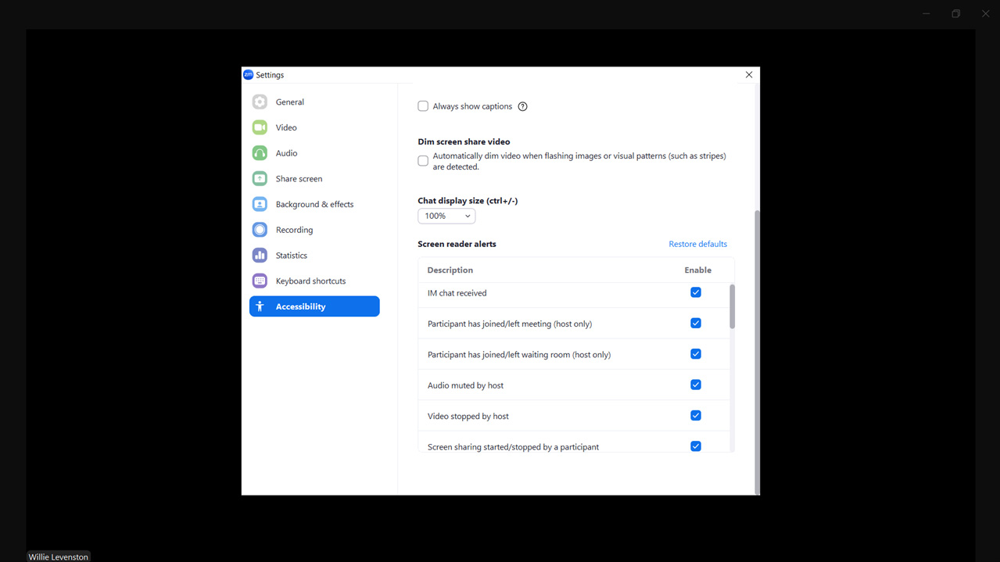 zm Settings
General
Video
Audio
Share screen
Background & effects
Recording
Statistics
Keyboard shortcuts
Accessibility
Always show captions ?
Dim screen share video
Automatically dim video when flashing images or visual patterns (such as stripes)
are detected.
Chat display size (ctrl+/-)
100%
Screen reader alerts Restore defaults
Description Enable
IM chat received
Participant has joined/left meeting (host only)
Participant has joined/left waiting room (host only)
Audio muted by host
Video stopped by host
Screen sharing started/stopped by a participant
Willie Levenston